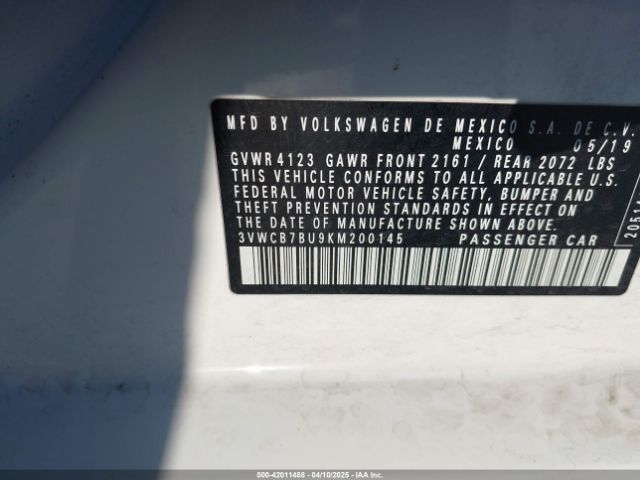 MFD BY VOLKSWAGEN DE MEXICO S.A. DE C.V.
MEXICO 05/19
GVWR 4123 GAWR FRONT 2161 / REAR 2072 LBS
THIS VEHICLE CONFORMS TO ALL APPLICABLE U.S.
FEDERAL MOTOR VEHICLE SAFETY, BUMPER AND
THEFT PREVENTION STANDARDS IN EFFECT ON
THE DATE OF MANUFACTURE SHOWN ABOVE.
3VWCB7BU9KM200145 PASSENGER CAR
000-42011488 - 04/10/2025 - IAA Inc.